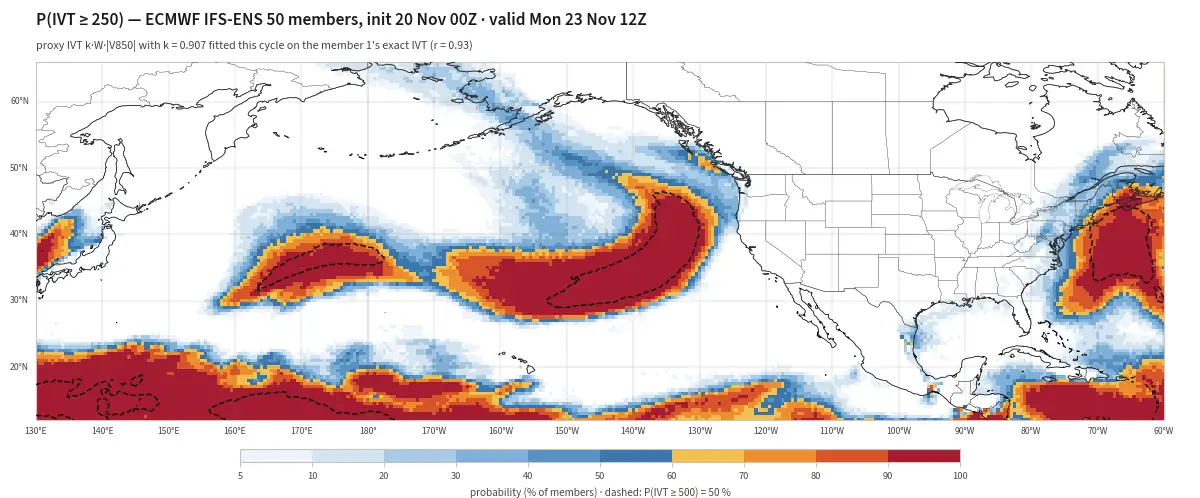 P(IVT ≥ 250) — ECMWF IFS-ENS 50 members, init 20 Nov 00Z · valid Mon 23 Nov 12Z
proxy IVT k·W·|V850| with k = 0.907 fitted this cycle on the member 1's exact IVT (r = 0.93)
60°N
50°N
40°N
30°N
20°N
130°E 140°E 150°E 160°E 170°E 180° 170°W 160°W 150°W 140°W 130°W 120°W 110°W 100°W 90°W 80°W 70°W 60°W
5 10 20 30 40 50 60 70 80 90 100
probability (% of members) · dashed: P(IVT ≥ 500) = 50 %